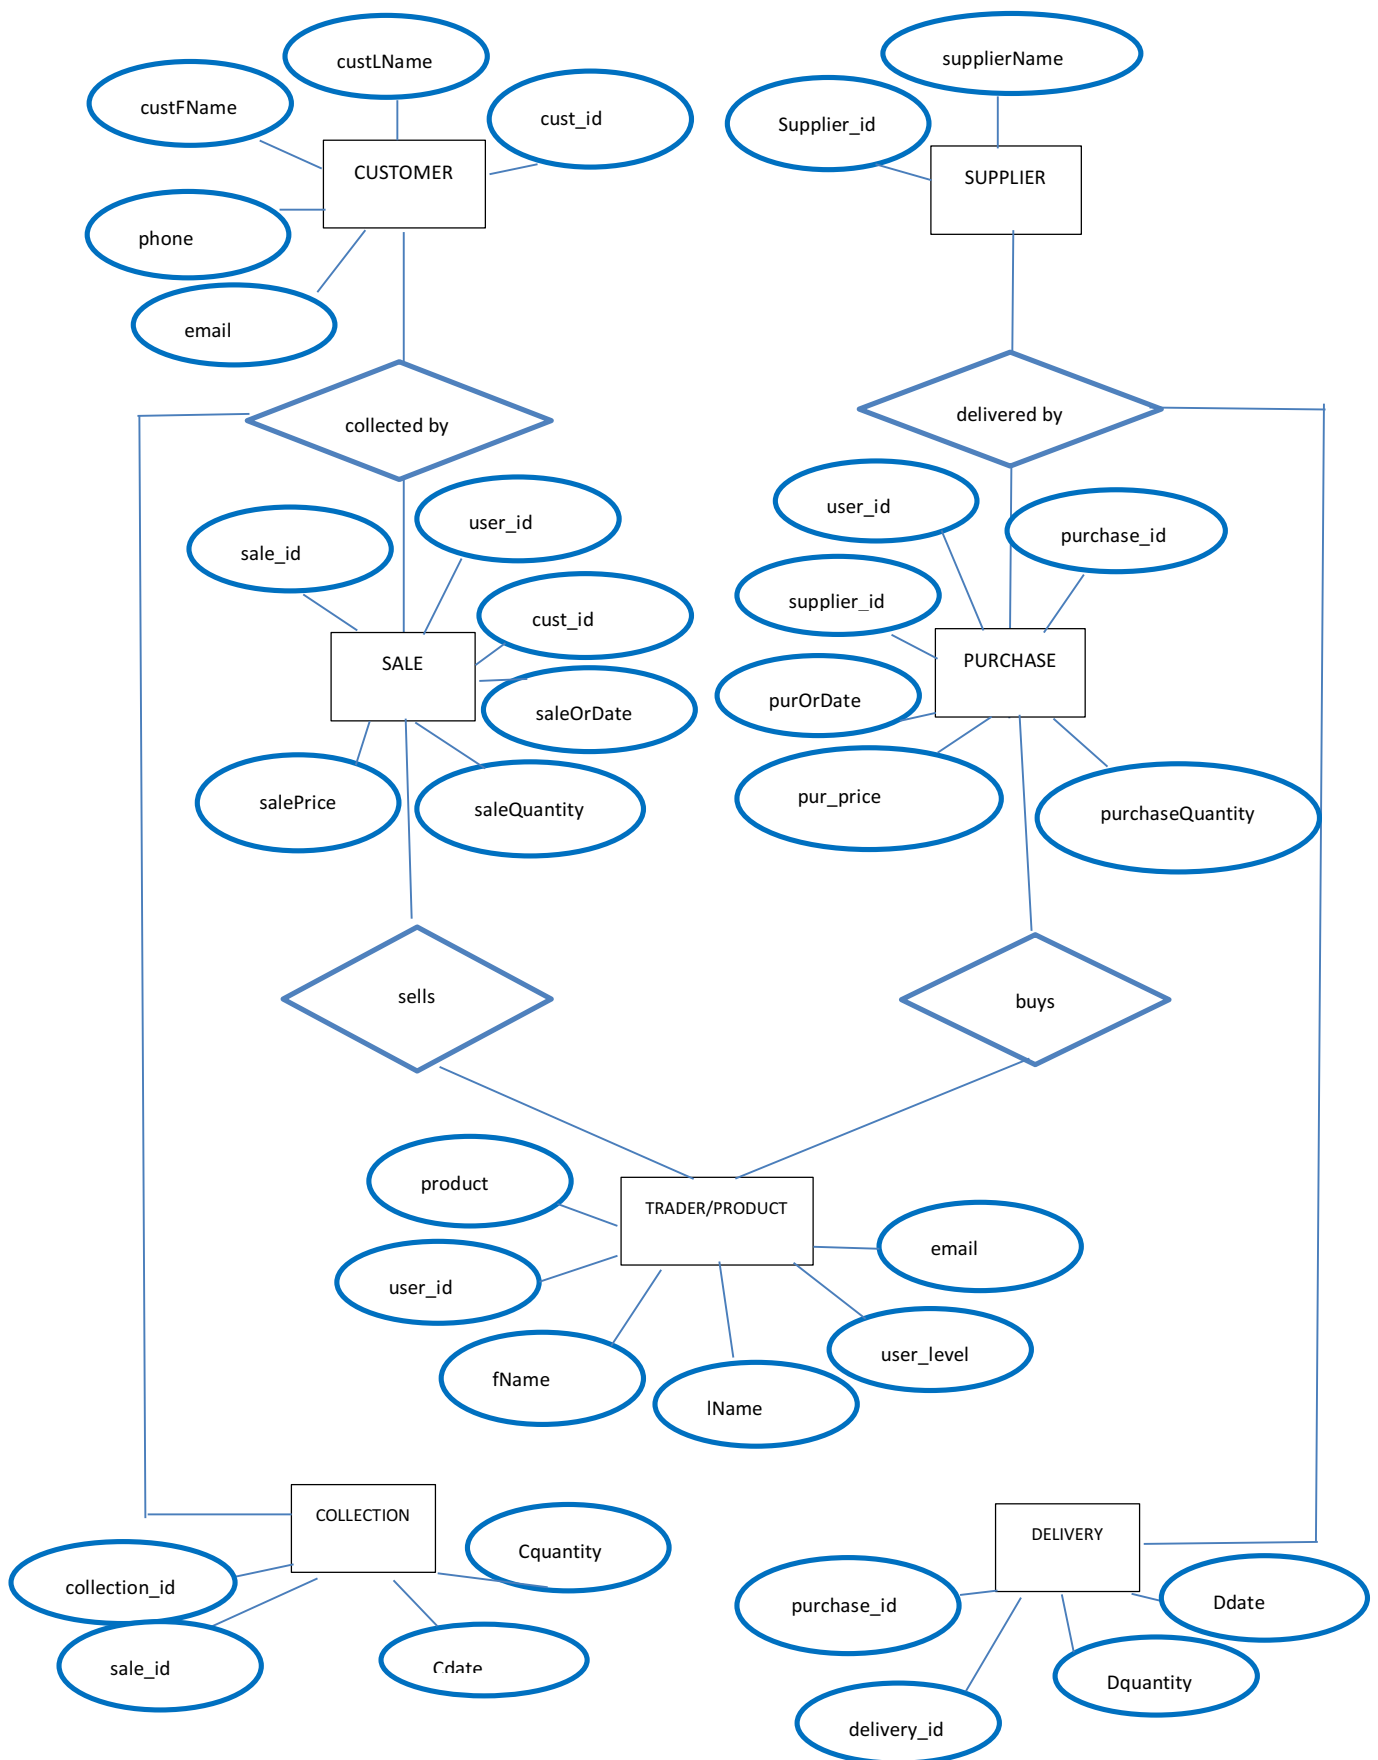 custLName
supplierName
custFName
cust_id
Supplier_id
CUSTOMER
SUPPLIER
phone
email
collected by
delivered by
user_id
user_id
sale_id
purchase_id
supplier_id
cust_id
SALE
PURCHASE
purOrDate
saleOrDate
salePrice
saleQuantity
pur_price
purchaseQuantity
sells
buys
product
TRADER/PRODUCT
email
user_id
user_level
fName
lName
COLLECTION
DELIVERY
Cquantity
collection_id
purchase_id
Ddate
sale_id
Cdate
Dquantity
delivery_id